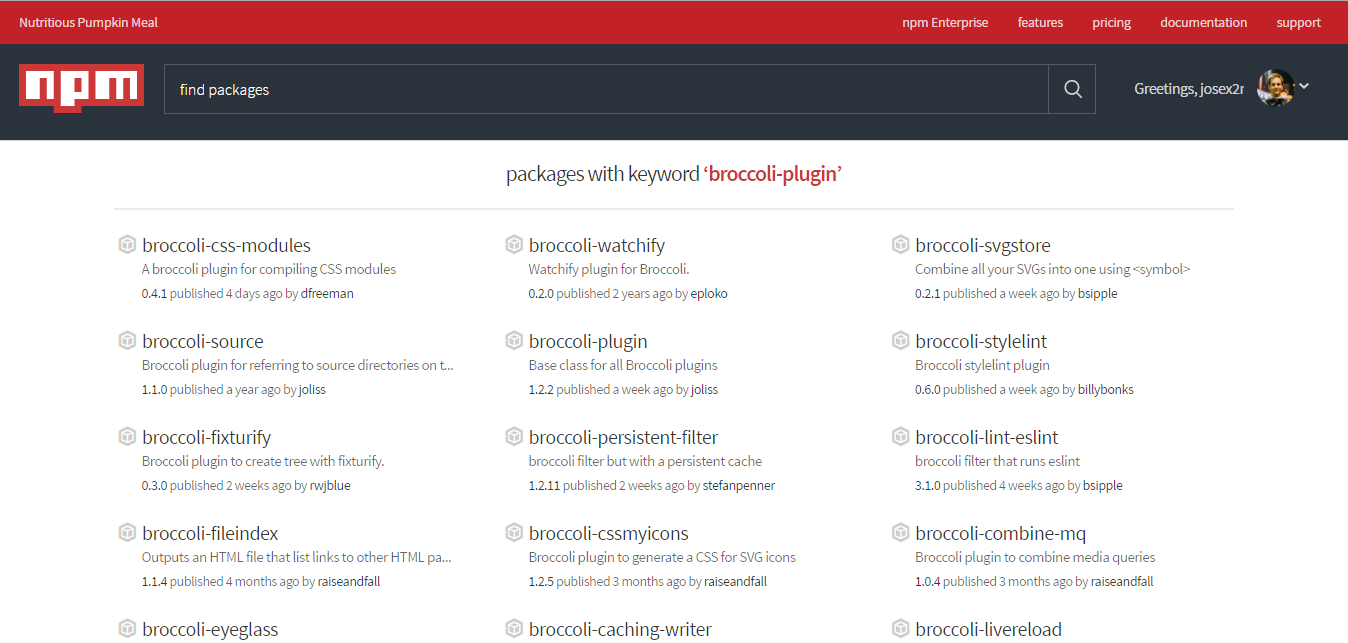 Nutritious Pumpkin Meal
npm Enterprise features pricing documentation support
npm
find packages
Greetings, josex2r
packages with keyword ‘broccoli-plugin’
broccoli-css-modules
A broccoli plugin for compiling CSS modules
0.4.1 published 4 days ago by dfreeman
broccoli-watchify
Watchify plugin for Broccoli.
0.2.0 published 2 years ago by eploko
broccoli-svgstore
Combine all your SVGs into one using <symbol>
0.2.1 published a week ago by bsipple
broccoli-source
Broccoli plugin for referring to source directories on t...
1.1.0 published a year ago by joliss
broccoli-plugin
Base class for all Broccoli plugins
1.2.2 published a week ago by joliss
broccoli-stylelint
Broccoli stylelint plugin
0.6.0 published a week ago by billybonks
broccoli-fixturify
Broccoli plugin to create tree with fixturify.
0.3.0 published 2 weeks ago by rwjblue
broccoli-persistent-filter
broccoli filter but with a persistent cache
1.2.11 published 2 weeks ago by stefanpenner
broccoli-lint-eslint
broccoli filter that runs eslint
3.1.0 published 4 weeks ago by bsipple
broccoli-fileindex
Outputs an HTML file that list links to other HTML pa...
1.1.4 published 4 months ago by raiseandfall
broccoli-cssmyicons
Broccoli plugin to generate a CSS for SVG icons
1.2.5 published 3 months ago by raiseandfall
broccoli-combine-mq
Broccoli plugin to combine media queries
1.0.4 published 3 months ago by raiseandfall
broccoli-eyeglass
broccoli-caching-writer
broccoli-livereload